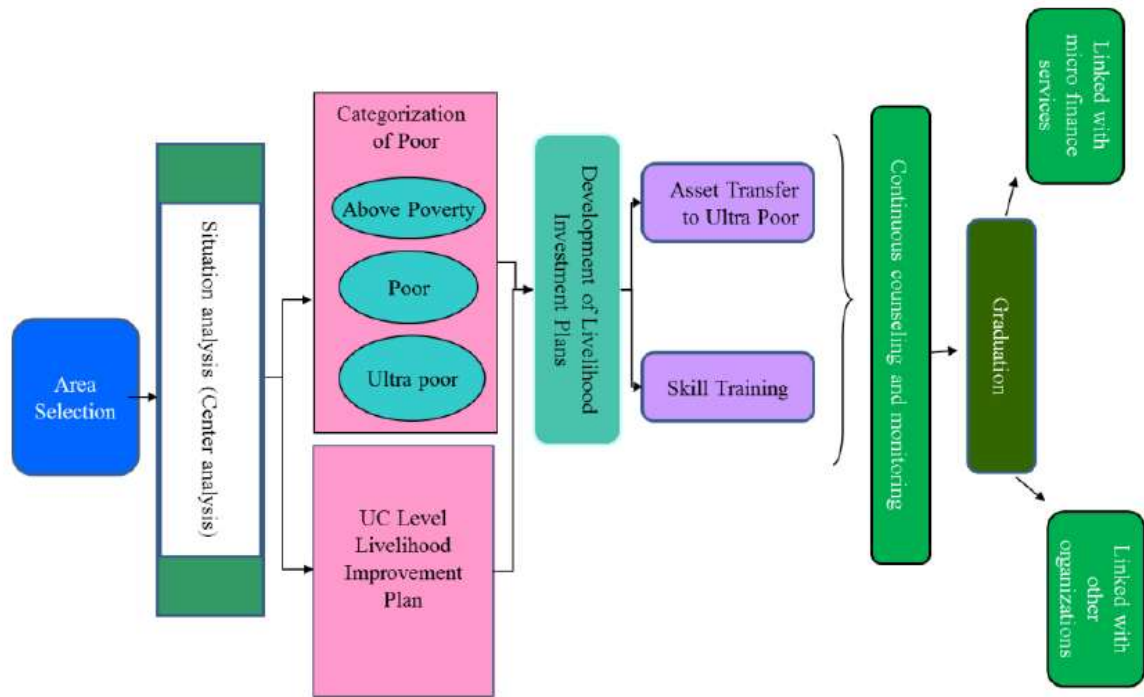 Area
Selection
Situation analysis (Center analysis)
Categorization
of Poor
Above Poverty
Poor
Ultra poor
UC Level
Livelihood
Improvement
Plan
Development of Livelihood
Investment Plans
Asset Transfer
to Ultra Poor
Skill Training
Continuous counseling and monitoring
Graduation
Linked with
micro finance
services
Linked with
other
organizations